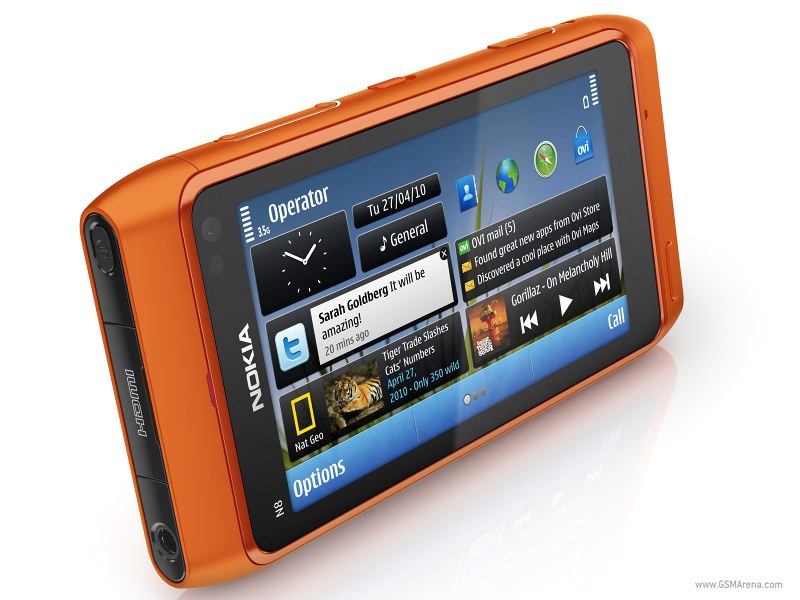 Operator
3.5G
Tu 27/04/10
General
Sarah Goldberg It will be
amazing!
20 mins ago
Tiger Trade Slashes
Cats' Numbers
April 27,
2010 - Only 350 wild
Nat Geo
Options
ovi
ovi OVI mail (5)
Found great new apps from Ovi Store
Discovered a cool place with Ovi Maps
Gorillaz - On Melancholy Hill
Call
NOKIA
N8
HDMI
www.GSMArena.com